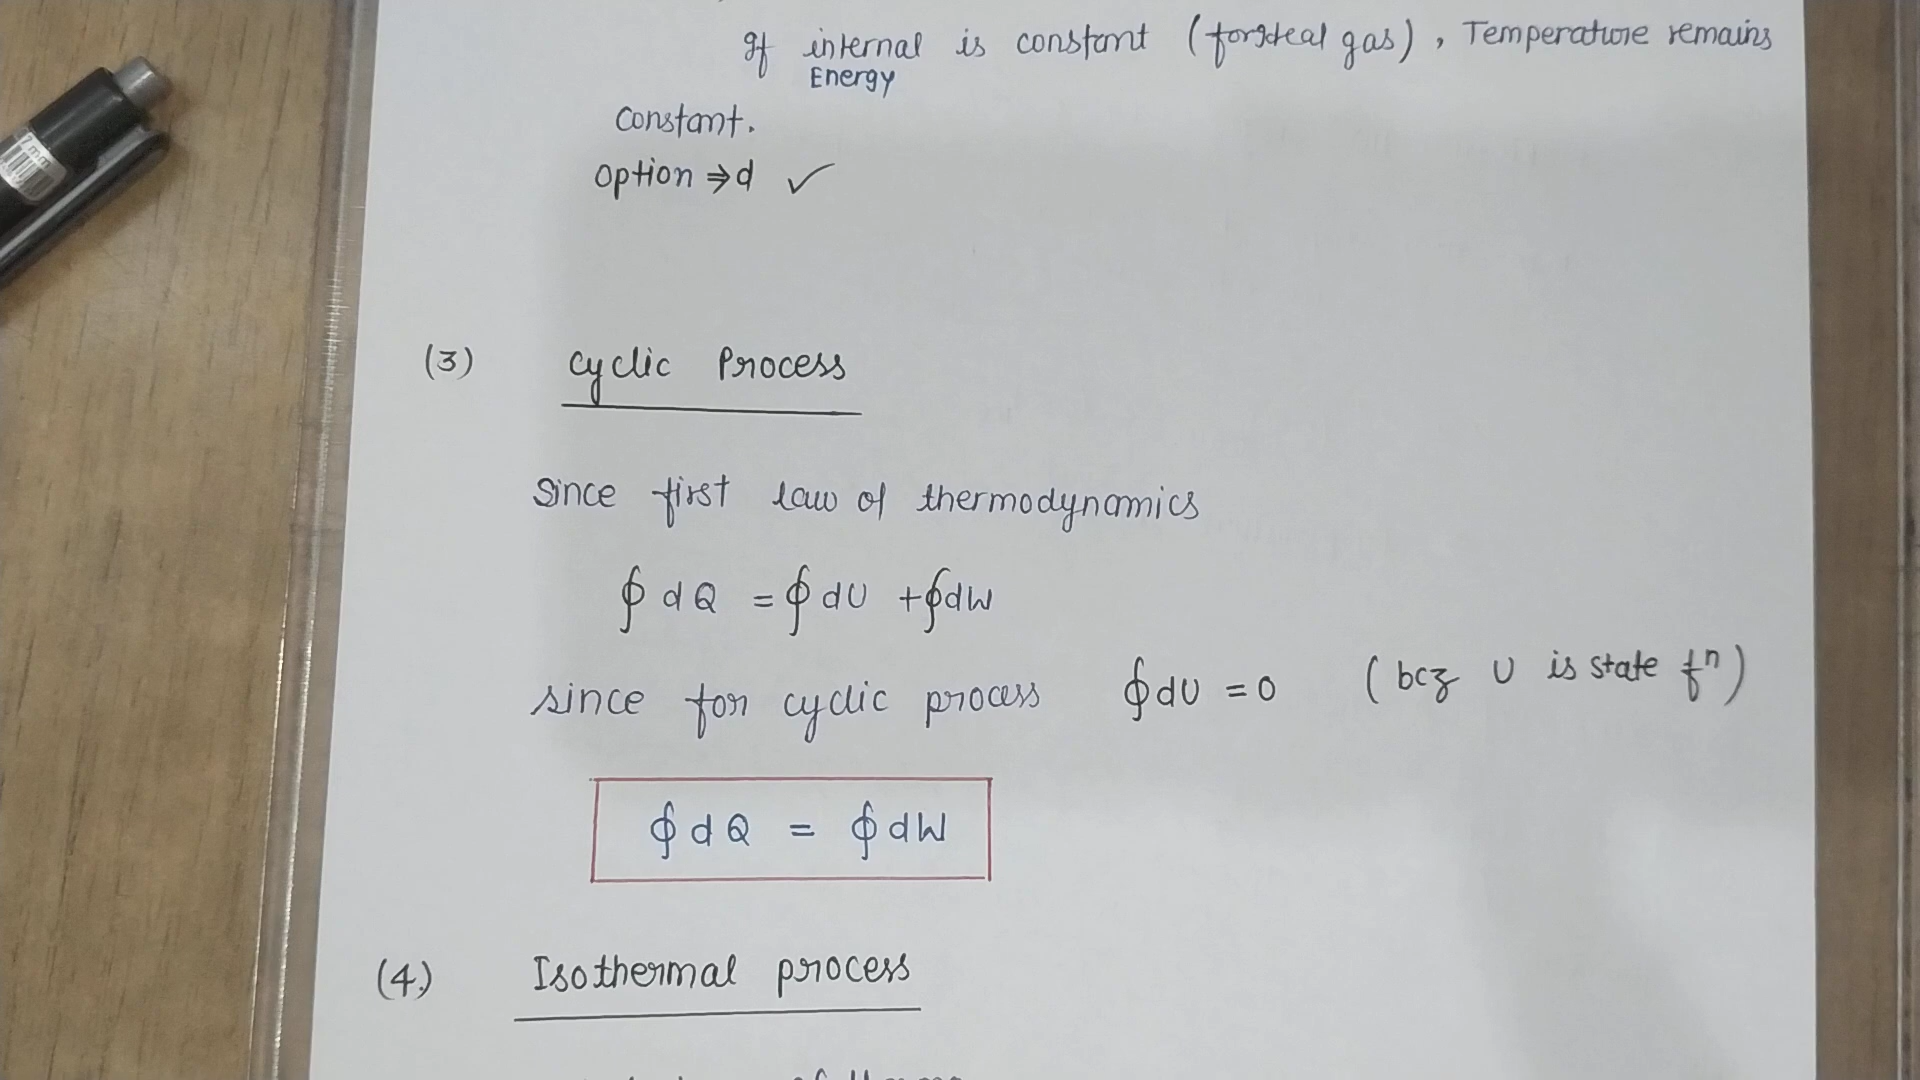 If internal is constant (for Ideal gas), Temperature remains
Energy
constant.
option ⇒ d ✓
(3) Cyclic Process
Since first law of thermodynamics
∮dQ = ∮dU + ∮dW
since for cyclic process ∮dU = 0 (bcz U is state fⁿ)
∮dQ = ∮dW
(4) Isothermal process